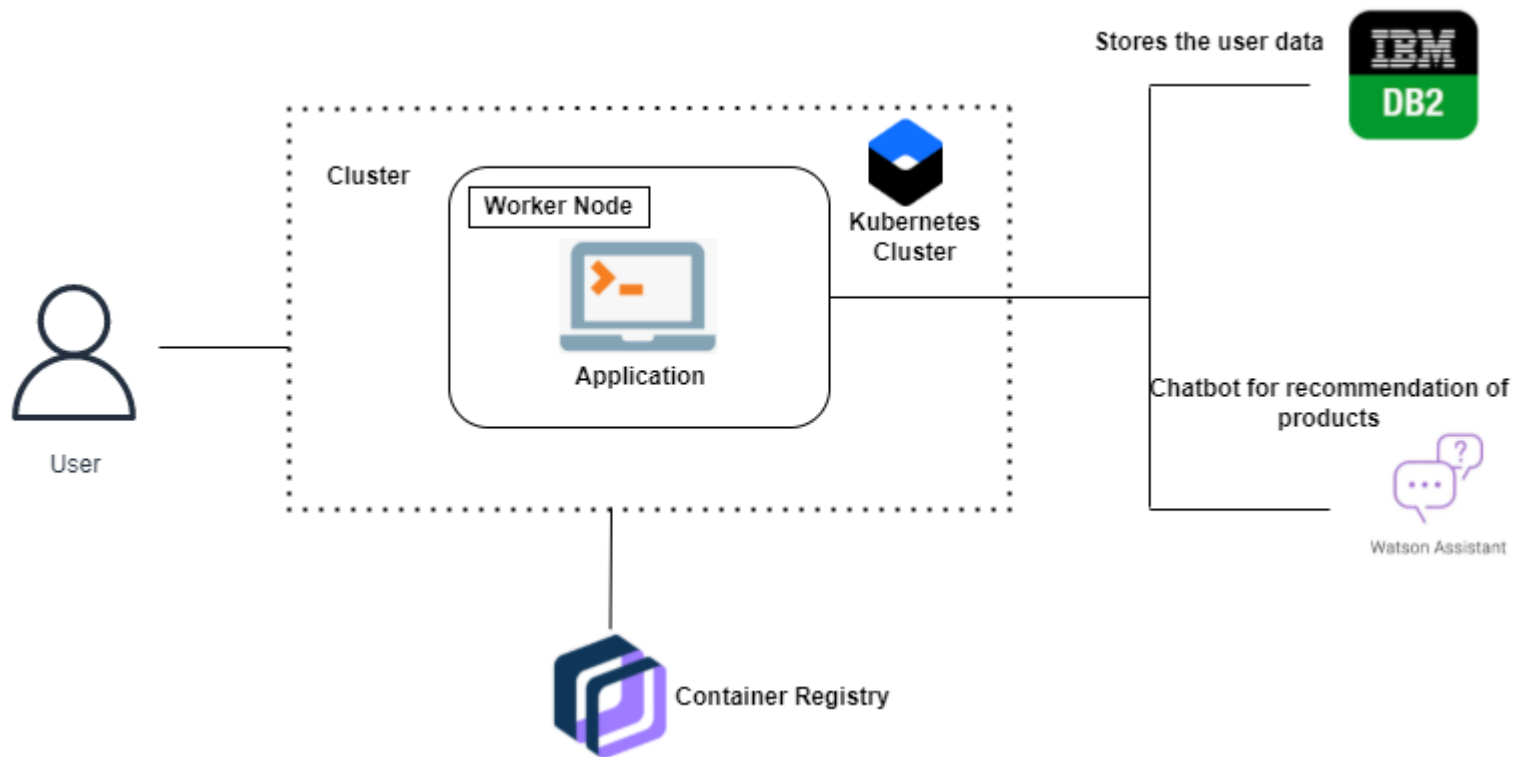 Stores the user data
IBM
DB2
Cluster
Worker Node
Kubernetes
Cluster
Application
User
Chatbot for recommendation of
products
?
Watson Assistant
Container Registry